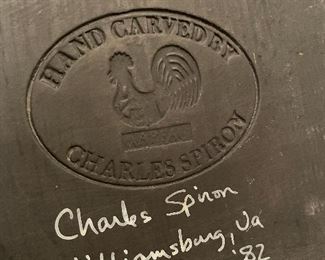 HAND CARVED BY
CHARLES SPIRON
Charles Spiron
Williamsburg, Va
'82